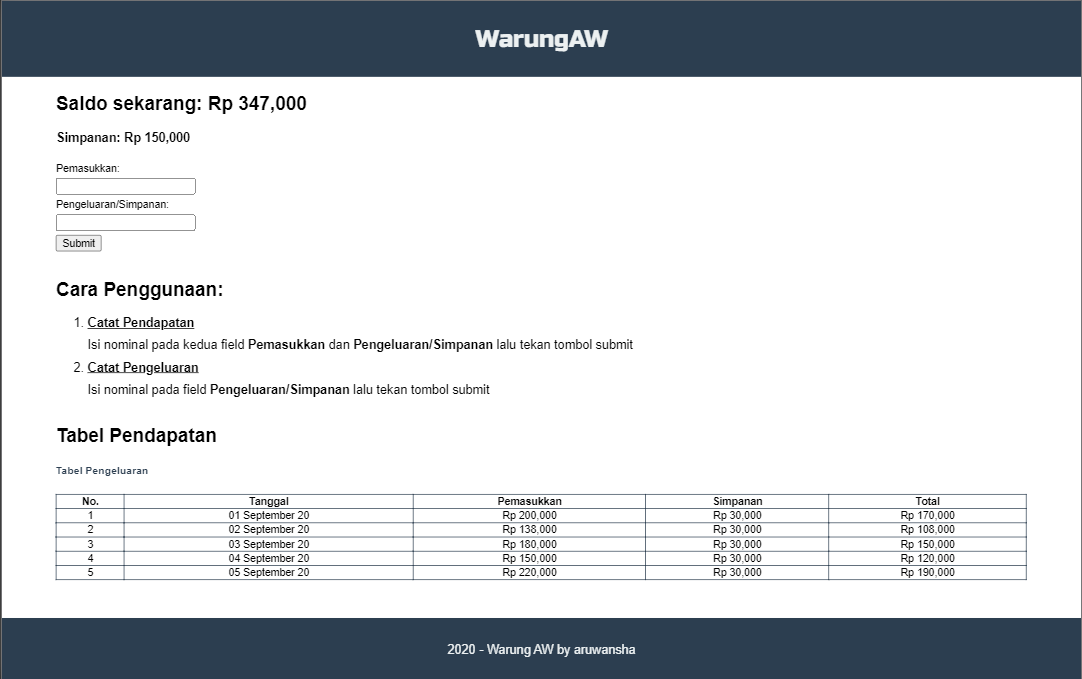 WarungAW
Saldo sekarang: Rp 347,000
Simpanan: Rp 150,000
Pemasukkan:
Pengeluaran/Simpanan:
Submit
Cara Penggunaan:
1. Catat Pendapatan
Isi nominal pada kedua field Pemasukkan dan Pengeluaran/Simpanan lalu tekan tombol submit
2. Catat Pengeluaran
Isi nominal pada field Pengeluaran/Simpanan lalu tekan tombol submit
Tabel Pendapatan
Tabel Pengeluaran
No. Tanggal Pemasukkan Simpanan Total
1 01 September 20 Rp 200,000 Rp 30,000 Rp 170,000
2 02 September 20 Rp 138,000 Rp 30,000 Rp 108,000
3 03 September 20 Rp 180,000 Rp 30,000 Rp 150,000
4 04 September 20 Rp 150,000 Rp 30,000 Rp 120,000
5 05 September 20 Rp 220,000 Rp 30,000 Rp 190,000
2020 - Warung AW by aruwansha